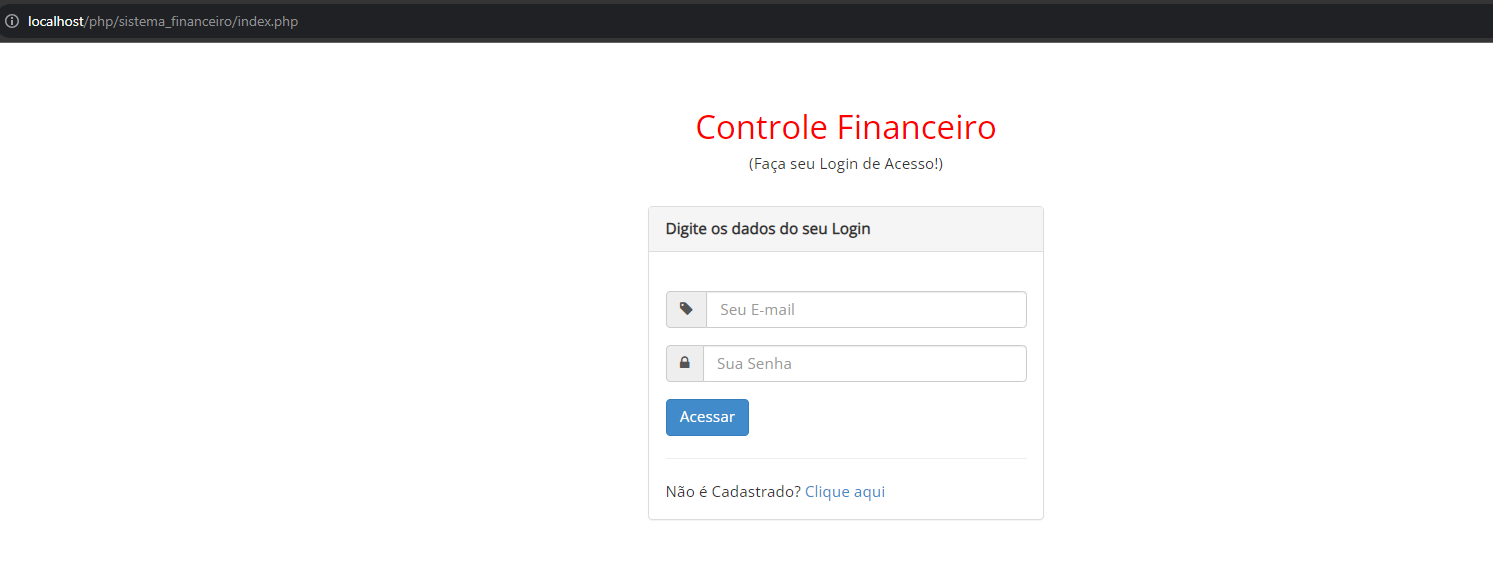 localhost/php/sistema_financeiro/index.php
Controle Financeiro
(Faça seu Login de Acesso!)
Digite os dados do seu Login
Seu E-mail
Sua Senha
Acessar
Não é Cadastrado? Clique aqui